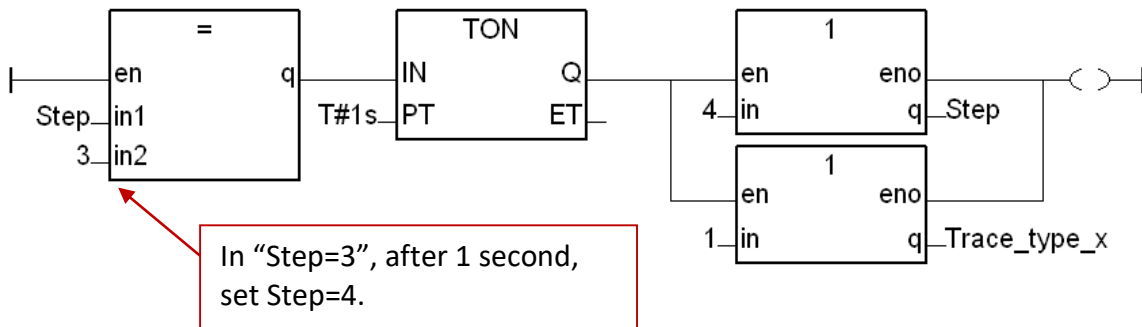 =
en
q
Step
in1
3
in2
TON
IN
Q
T#1s
PT
ET
1
en
eno
4
in
q
Step
1
en
eno
1
in
q
Trace_type_x
In “Step=3”, after 1 second,
set Step=4.